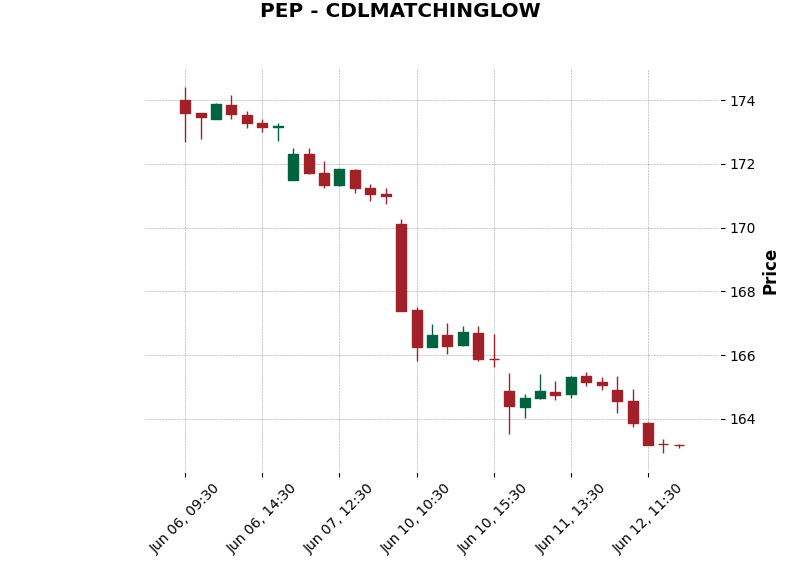 PEP - CDLMATCHINGLOW
174
172
170
168
166
164
Price
Jun 06, 09:30
Jun 06, 14:30
Jun 07, 12:30
Jun 10, 10:30
Jun 10, 15:30
Jun 11, 13:30
Jun 12, 11:30